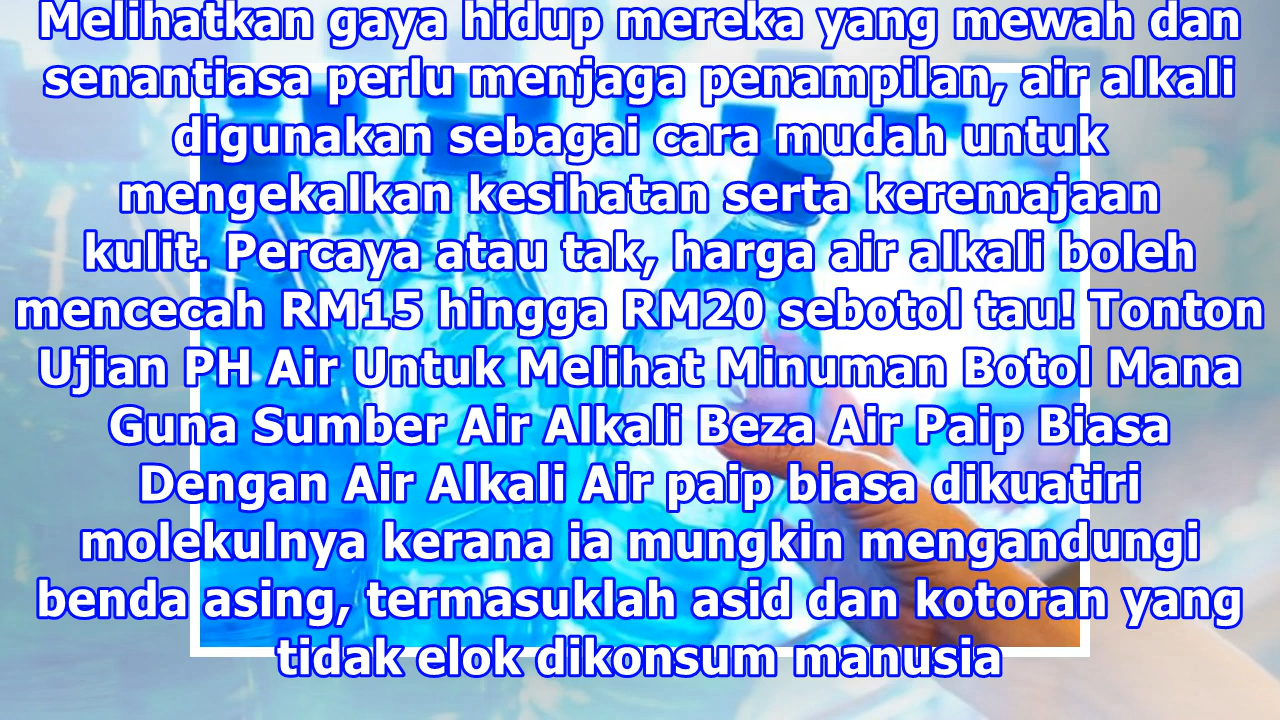 Melihatkan gaya hidup mereka yang mewah dan
senantiasa perlu menjaga penampilan, air alkali
digunakan sebagai cara mudah untuk
mengekalkan kesihatan serta keremajaan
kulit. Percaya atau tak, harga air alkali boleh
mencecah RM15 hingga RM20 sebotol tau! Tonton
Ujian PH Air Untuk Melihat Minuman Botol Mana
Guna Sumber Air Alkali Beza Air Paip Biasa
Dengan Air Alkali Air paip biasa dikuatiri
molekulnya kerana ia mungkin mengandungi
benda asing, termasuklah asid dan kotoran yang
tidak elok dikonsum manusia